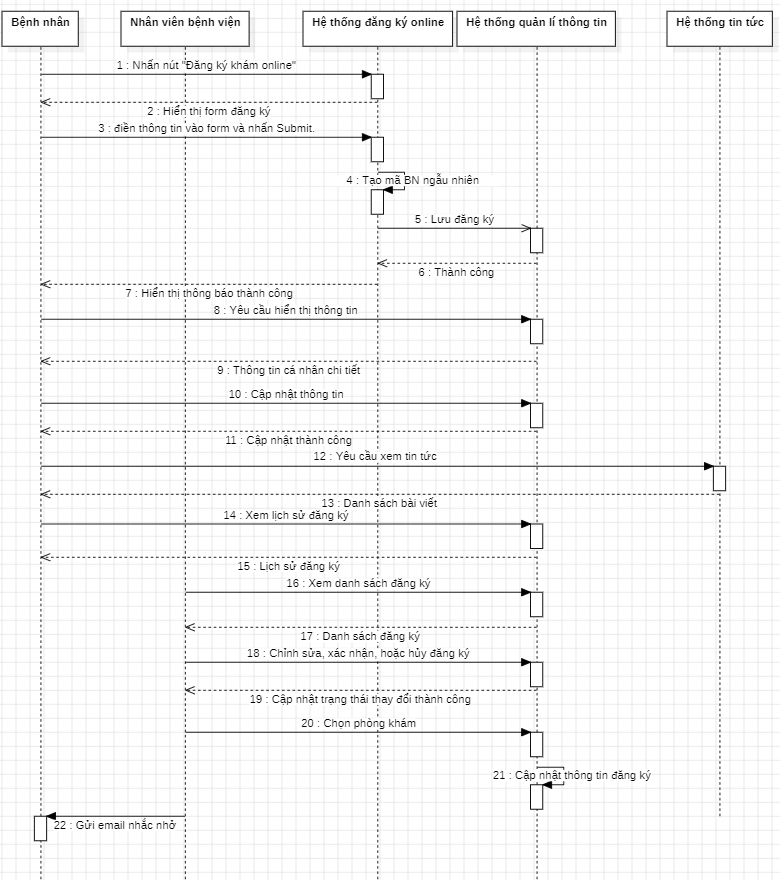 Bệnh nhân
Nhân viên bệnh viện
Hệ thống đăng ký online
Hệ thống quản lí thông tin
Hệ thống tin tức
1 : Nhấn nút "Đăng ký khám online"
2 : Hiển thị form đăng ký
3 : điền thông tin vào form và nhấn Submit.
4 : Tạo mã BN ngẫu nhiên
5 : Lưu đăng ký
6 : Thành công
7 : Hiển thị thông báo thành công
8 : Yêu cầu hiển thị thông tin
9 : Thông tin cá nhân chi tiết
10 : Cập nhật thông tin
11 : Cập nhật thành công
12 : Yêu cầu xem tin tức
13 : Danh sách bài viết
14 : Xem lịch sử đăng ký
15 : Lịch sử đăng ký
16 : Xem danh sách đăng ký
17 : Danh sách đăng ký
18 : Chỉnh sửa, xác nhận, hoặc hủy đăng ký
19 : Cập nhật trạng thái thay đổi thành công
20 : Chọn phòng khám
21 : Cập nhật thông tin đăng ký
22 : Gửi email nhắc nhở